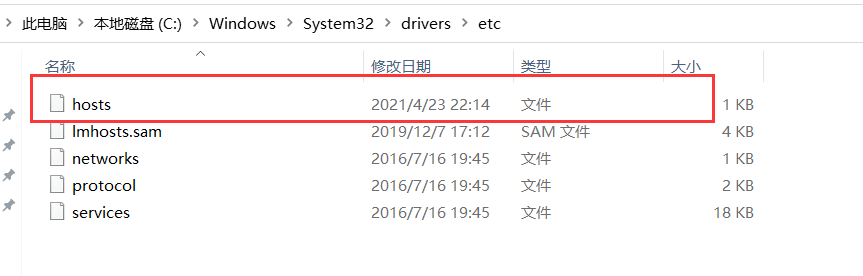 此电脑 > 本地磁盘 (C:) > Windows > System32 > drivers > etc
名称 修改日期 类型 大小
hosts 2021/4/23 22:14 文件 1 KB
lmhosts.sam 2019/12/7 17:12 SAM 文件 4 KB
networks 2016/7/16 19:45 文件 1 KB
protocol 2016/7/16 19:45 文件 2 KB
services 2016/7/16 19:45 文件 18 KB